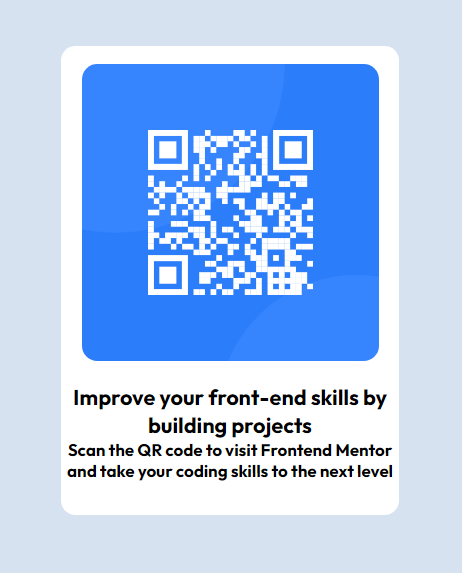 Improve your front-end skills by
building projects
Scan the QR code to visit Frontend Mentor
and take your coding skills to the next level